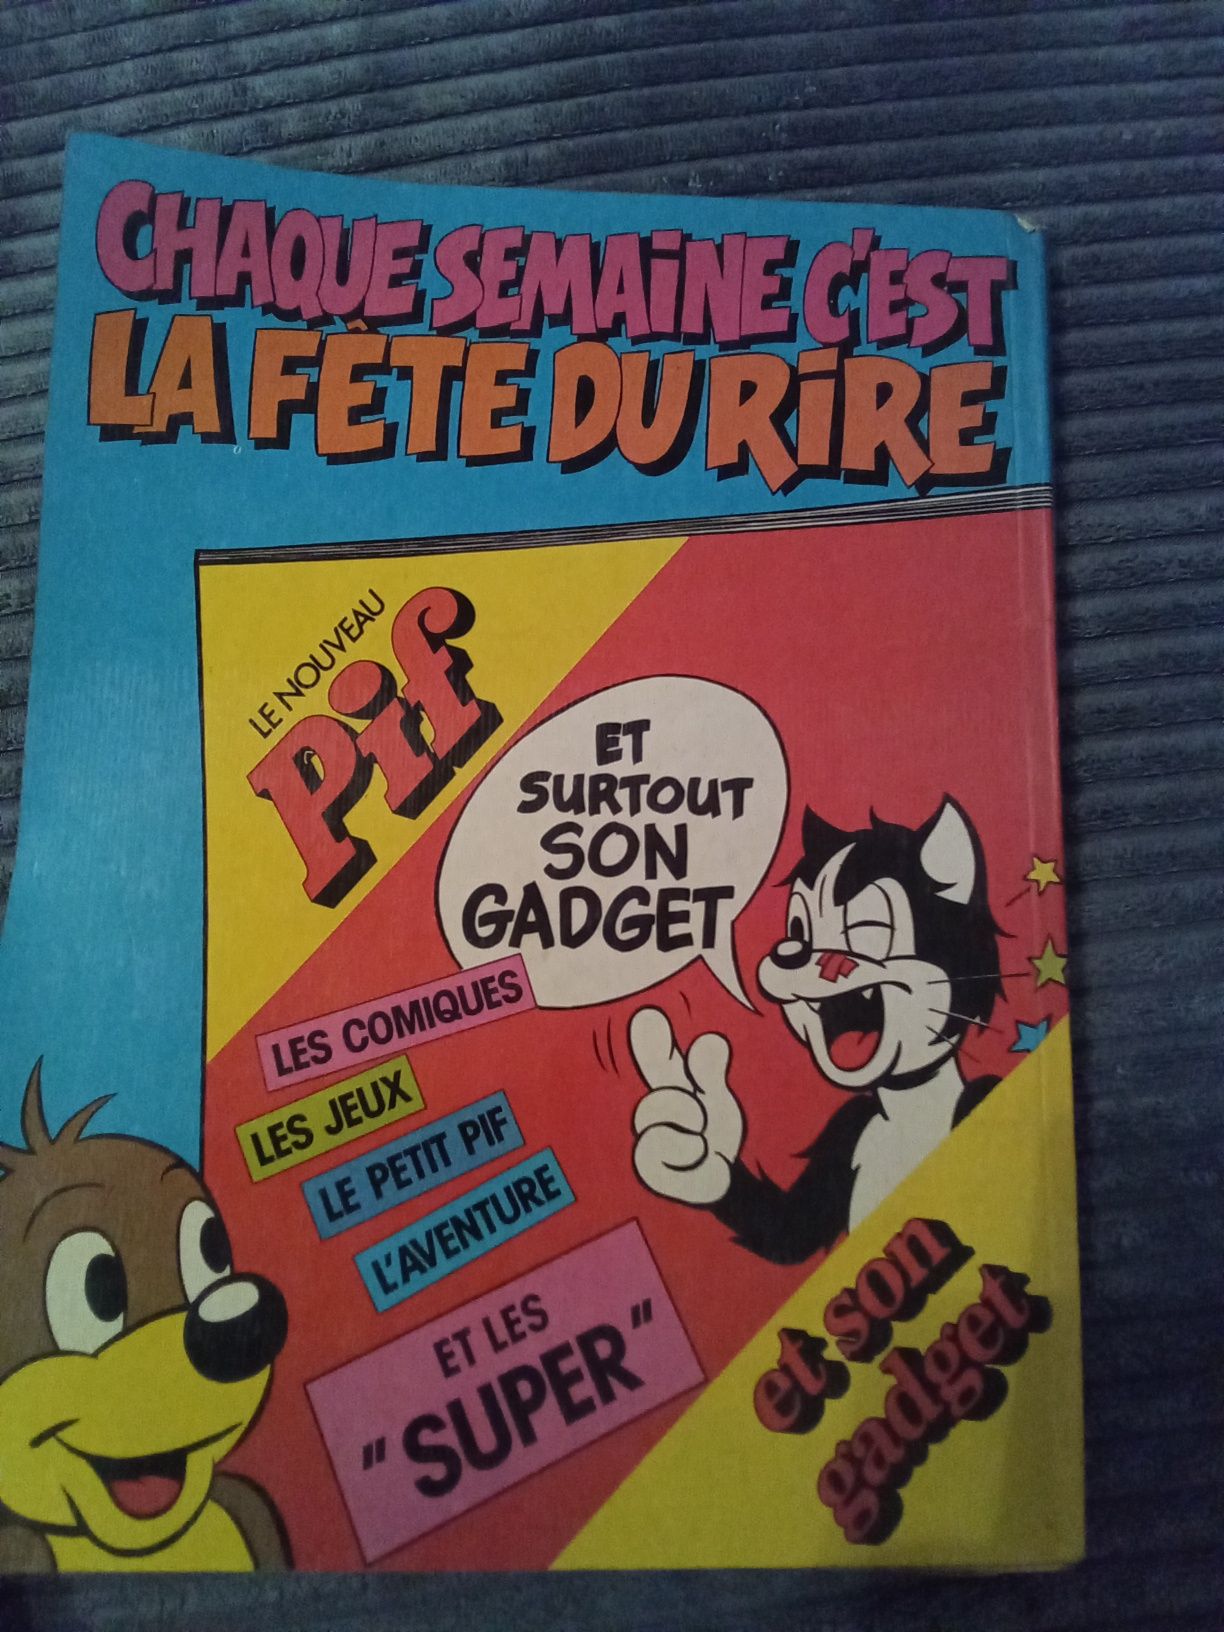 CHAQUE SEMAiNE C'EST
LA FÊTE DU RiRE
LE NOUVEAU
Pif
ET
SURTOUT
SON
GADGET
LES COMIQUES
LES JEUX
LE PETIT PIF
L'AVENTURE
ET LES
"SUPER"
et son
gadget